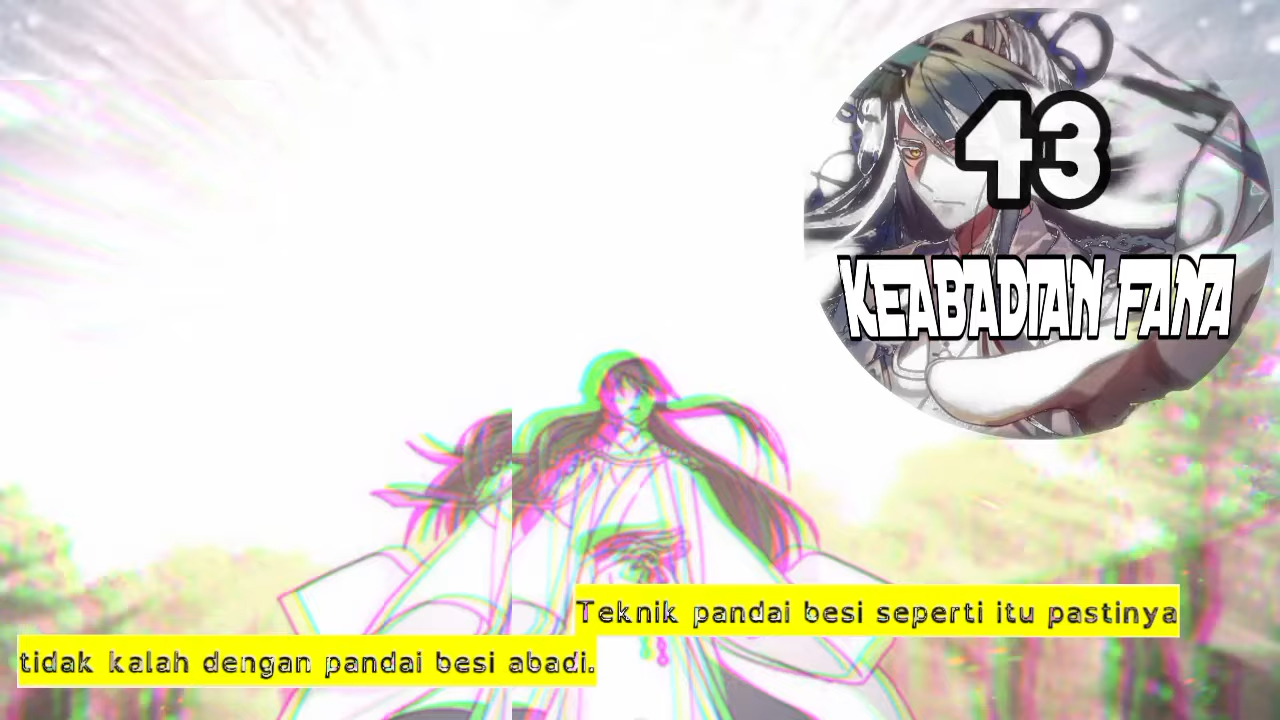 43
KEABADIAN FANA
Teknik pandai besi seperti itu pastinya
tidak kalah dengan pandai besi abadi.